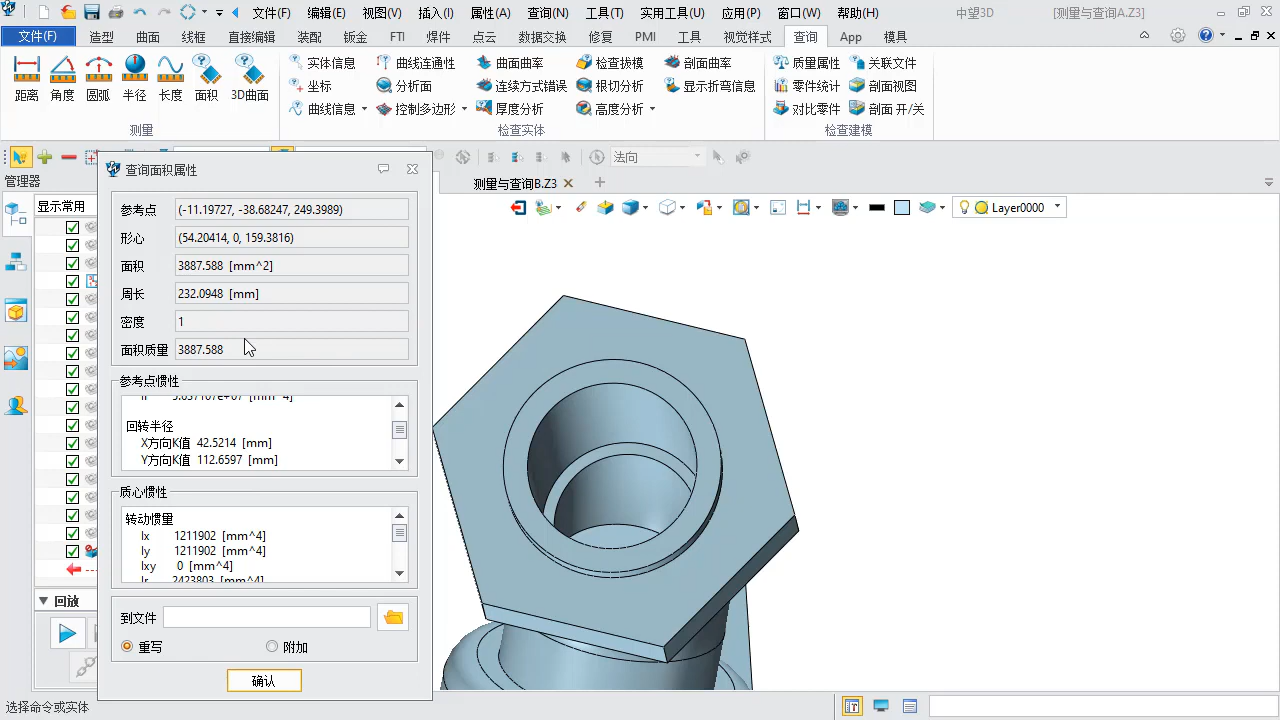 文件(F) 编辑(E) 视图(V) 插入(I) 属性(A) 查询(N) 工具(T) 实用工具(U) 应用(P) 窗口(W) 帮助(H) 中望3D [测量与查询A.Z3]
文件(F) 造型 曲面 线框 直接编辑 装配 钣金 FTI 焊件 点云 数据交换 修复 PMI 工具 视觉样式 查询 App 模具
实体信息 曲线连通性 曲面曲率 检查拔模 剖面曲率 质量属性 关联文件
坐标 分析面 连续方式错误 根切分析 显示折弯信息 零件统计 剖面视图
距离 角度 圆弧 半径 长度 面积 3D曲面
曲线信息 控制多边形 厚度分析 高度分析 对比零件 剖面 开/关
测量 检查实体 检查建模
法向
管理器
查询面积属性
测量与查询B.Z3
显示常用
Layer0000
参考点 (-11.19727, -38.68247, 249.3989)
形心 (54.20414, 0, 159.3816)
面积 3887.588 [mm^2]
周长 232.0948 [mm]
密度 1
面积质量 3887.588
参考点惯性
回转半径
X方向K值 42.5214 [mm]
Y方向K值 112.6597 [mm]
质心惯性
转动惯量
Ix 1211902 [mm^4]
Iy 1211902 [mm^4]
Ixy 0 [mm^4]
Ir 2423803 [mm^4]
回放
到文件
重写 附加
确认
选择命令或实体